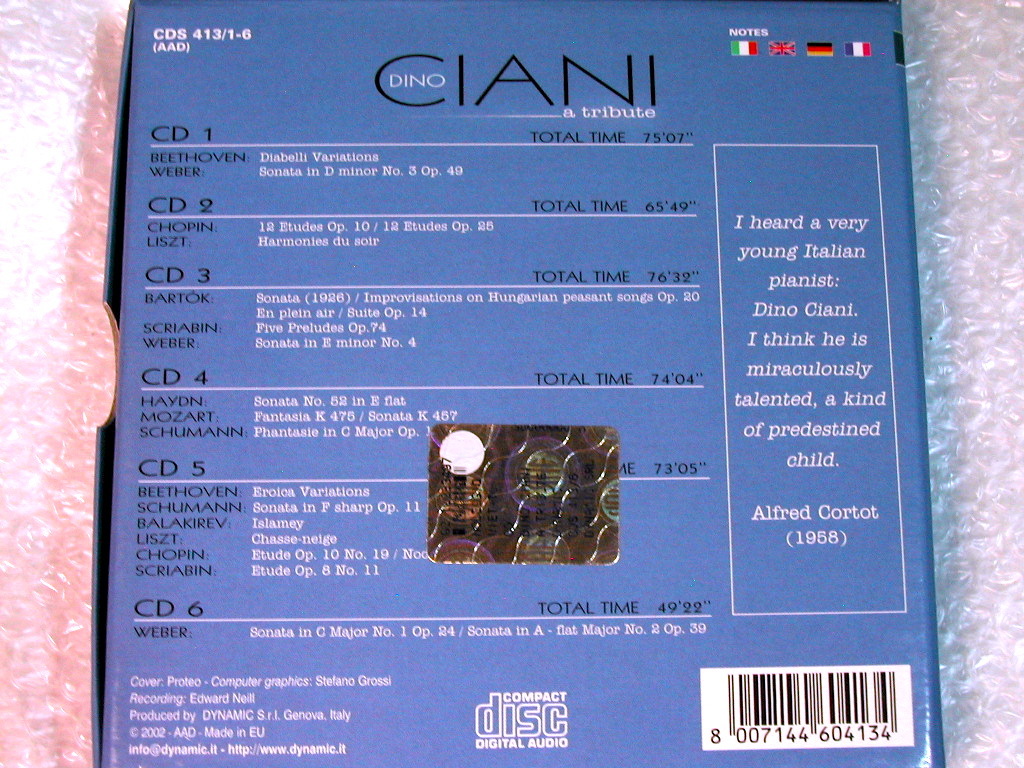 CDS 413/1-6
(AAD)
NOTES
DINO
CIANI
a tribute
CD 1 TOTAL TIME 75'07"
BEETHOVEN: Diabelli Variations
WEBER: Sonata in D minor No. 3 Op. 49
CD 2 TOTAL TIME 65'49"
CHOPIN: 12 Etudes Op. 10 / 12 Etudes Op. 25
LISZT: Harmonies du soir
CD 3 TOTAL TIME 76'32"
BARTÓK: Sonata (1926) / Improvisations on Hungarian peasant songs Op. 20
En plein air / Suite Op. 14
SCRIABIN: Five Preludes Op.74
WEBER: Sonata in E minor No. 4
CD 4 TOTAL TIME 74'04"
HAYDN: Sonata No. 52 in E flat
MOZART: Fantasia K 475 / Sonata K 457
SCHUMANN: Phantasie in C Major Op.
CD 5 73'05"
BEETHOVEN: Eroica Variations
SCHUMANN: Sonata in F sharp Op. 11
BALAKIREV: Islamey
LISZT: Chasse-neige
CHOPIN: Etude Op. 10 No. 19 /
SCRIABIN: Etude Op. 8 No. 11
CD 6 TOTAL TIME 49'22"
WEBER: Sonata in C Major No. 1 Op. 24 / Sonata in A - flat Major No. 2 Op. 39
I heard a very
young Italian
pianist:
Dino Ciani.
I think he is
miraculously
talented, a kind
of predestined
child.
Alfred Cortot
(1958)
Cover: Proteo - Computer graphics: Stefano Grossi
Recording: Edward Neill
Produced by DYNAMIC S.r.l. Genova, Italy
© 2002 - AAD - Made in EU
info@dynamic.it - http://www.dynamic.it
COMPACT
disc
DIGITAL AUDIO
8 007144 604134